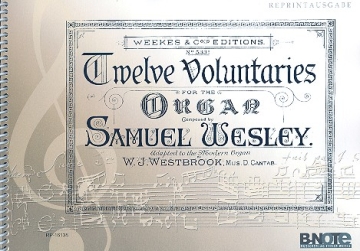 REPRINTAUSGABE
WEEKES & Co's EDITIONS.
Twelve Voluntaries
FOR THE
ORGAN
Composed by
SAMUEL WESLEY.
Adapted to the Modern Organ
W. J. WESTBROOK, MUS. D. CANTAB.
BNOTE